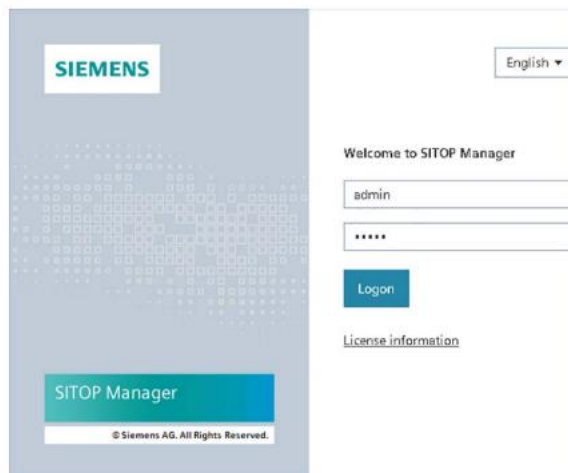 SIEMENS
English
Welcome to SITOP Manager
admin
•••••
Logon
License information
SITOP Manager
© Siemens AG. All Rights Reserved.